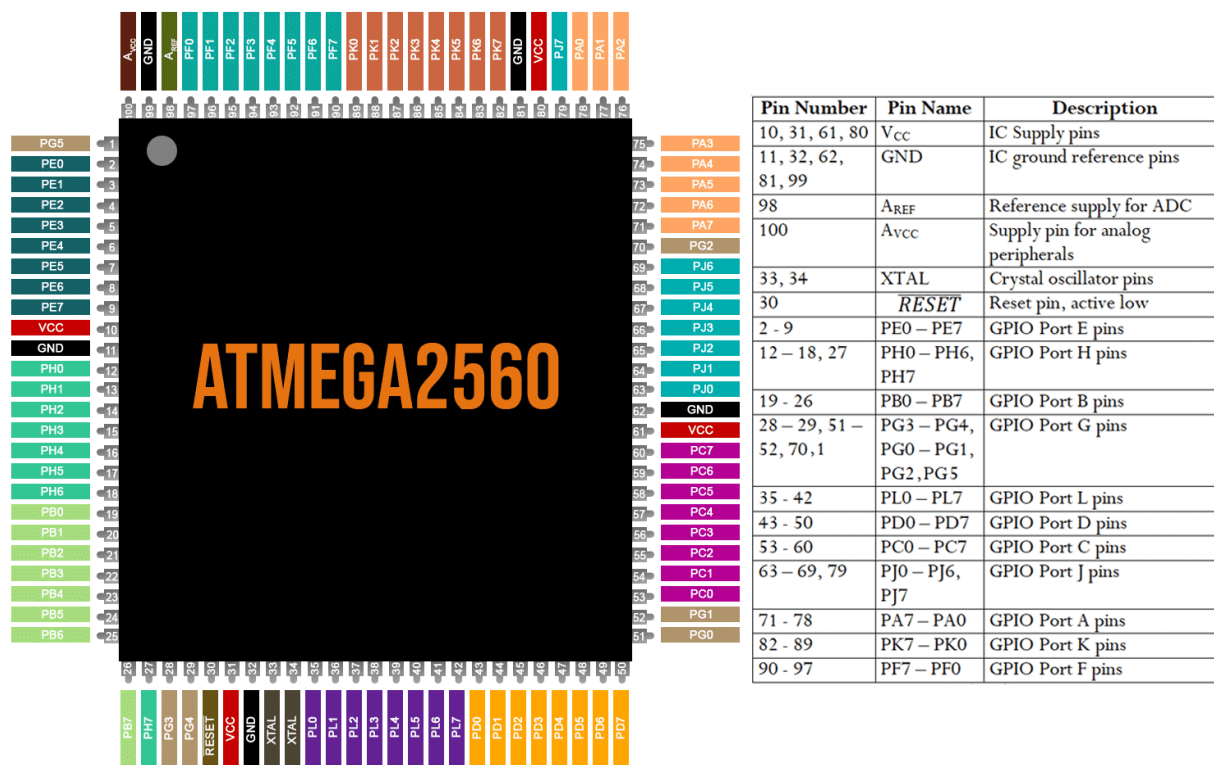 AVCC
GND
AREF
PF0
PF1
PF2
PF3
PF4
PF5
PF6
PF7
PK0
PK1
PK2
PK3
PK4
PK5
PK6
PK7
GND
VCC
PJ7
PA0
PA1
PA2
100
99
98
97
96
95
94
93
92
91
90
89
88
87
86
85
84
83
82
81
80
79
78
77
76
PG5 1
PE0 2
PE1 3
PE2 4
PE3 5
PE4 6
PE5 7
PE6 8
PE7 9
VCC 10
GND 11
PH0 12
PH1 13
PH2 14
PH3 15
PH4 16
PH5 17
PH6 18
PB0 19
PB1 20
PB2 21
PB3 22
PB4 23
PB5 24
PB6 25
ATMEGA2560
75 PA3
74 PA4
73 PA5
72 PA6
71 PA7
70 PG2
69 PJ6
68 PJ5
67 PJ4
66 PJ3
65 PJ2
64 PJ1
63 PJ0
62 GND
61 VCC
60 PC7
59 PC6
58 PC5
57 PC4
56 PC3
55 PC2
54 PC1
53 PC0
52 PG1
51 PG0
26
27
28
29
30
31
32
33
34
35
36
37
38
39
40
41
42
43
44
45
46
47
48
49
50
PB7
PH7
PG3
PG4
RESET
VCC
GND
XTAL
XTAL
PL0
PL1
PL2
PL3
PL4
PL5
PL6
PL7
PD0
PD1
PD2
PD3
PD4
PD5
PD6
PD7
Pin Number Pin Name Description
10, 31, 61, 80 VCC IC Supply pins
11, 32, 62, GND IC ground reference pins
81, 99
98 AREF Reference supply for ADC
100 AVCC Supply pin for analog
peripherals
33, 34 XTAL Crystal oscillator pins
30 RESET Reset pin, active low
2 - 9 PE0 – PE7 GPIO Port E pins
12 – 18, 27 PH0 – PH6, GPIO Port H pins
PH7
19 - 26 PB0 – PB7 GPIO Port B pins
28 – 29, 51 – PG3 – PG4, GPIO Port G pins
52, 70,1 PG0 – PG1,
PG2,PG5
35 - 42 PL0 – PL7 GPIO Port L pins
43 - 50 PD0 – PD7 GPIO Port D pins
53 - 60 PC0 – PC7 GPIO Port C pins
63 – 69, 79 PJ0 – PJ6, GPIO Port J pins
PJ7
71 - 78 PA7 – PA0 GPIO Port A pins
82 - 89 PK7 – PK0 GPIO Port K pins
90 - 97 PF7 – PF0 GPIO Port F pins